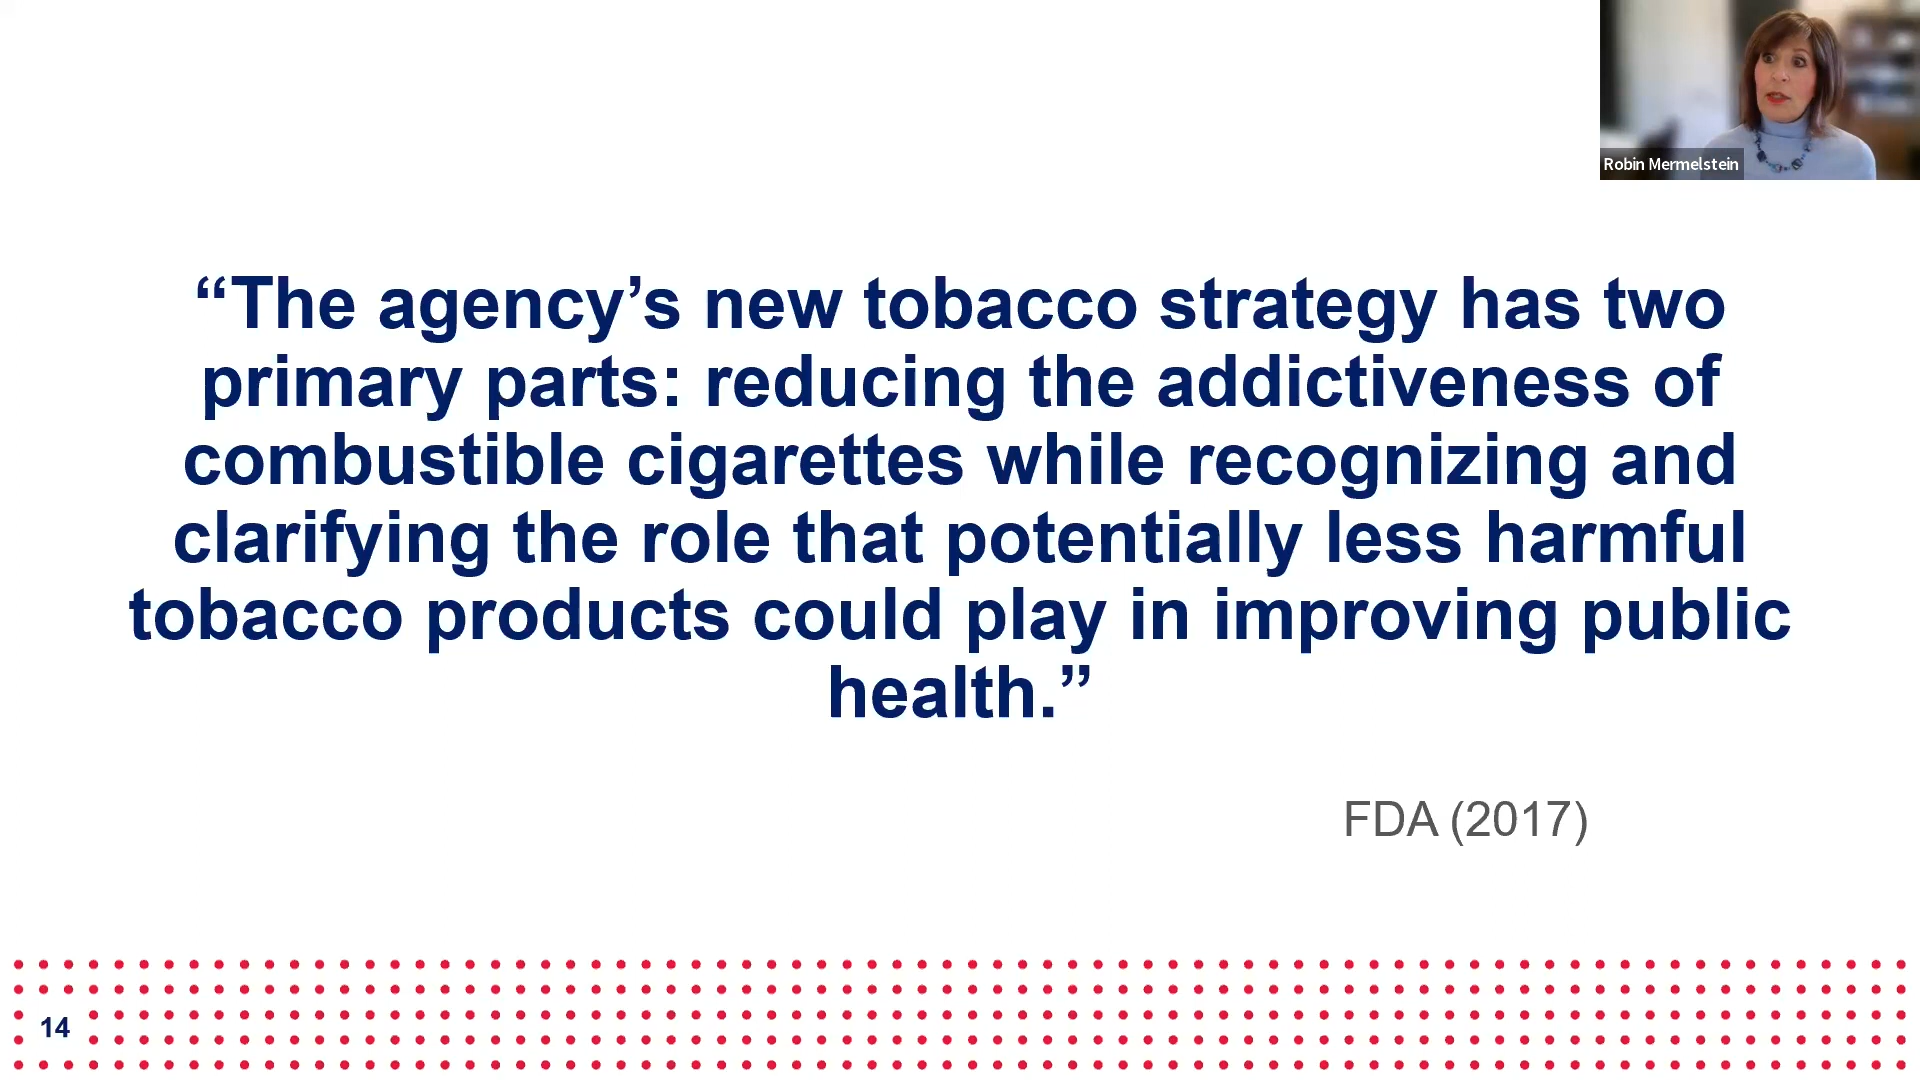 Robin Mermelstein
“The agency’s new tobacco strategy has two
primary parts: reducing the addictiveness of
combustible cigarettes while recognizing and
clarifying the role that potentially less harmful
tobacco products could play in improving public
health.”
FDA (2017)
14